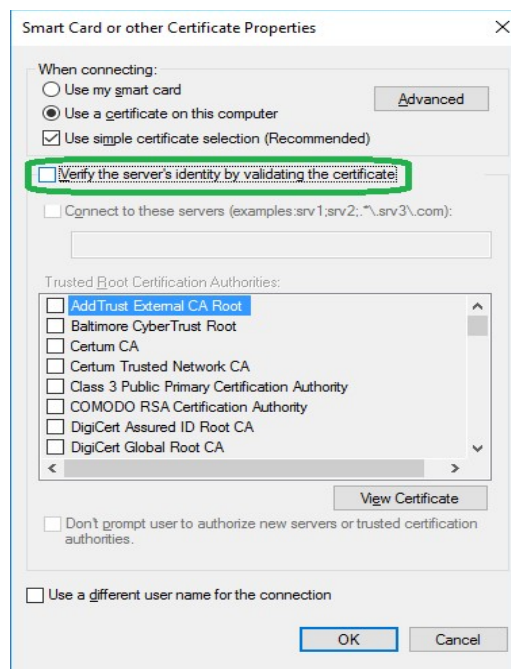 Smart Card or other Certificate Properties
When connecting:
Use my smart card
Advanced
Use a certificate on this computer
Use simple certificate selection (Recommended)
Verify the server's identity by validating the certificate
Connect to these servers (examples:srv1;srv2;.*\.srv3\.com):
Trusted Root Certification Authorities:
AddTrust External CA Root
Baltimore CyberTrust Root
Certum CA
Certum Trusted Network CA
Class 3 Public Primary Certification Authority
COMODO RSA Certification Authority
DigiCert Assured ID Root CA
DigiCert Global Root CA
View Certificate
Don't prompt user to authorize new servers or trusted certification
authorities.
Use a different user name for the connection
OK Cancel